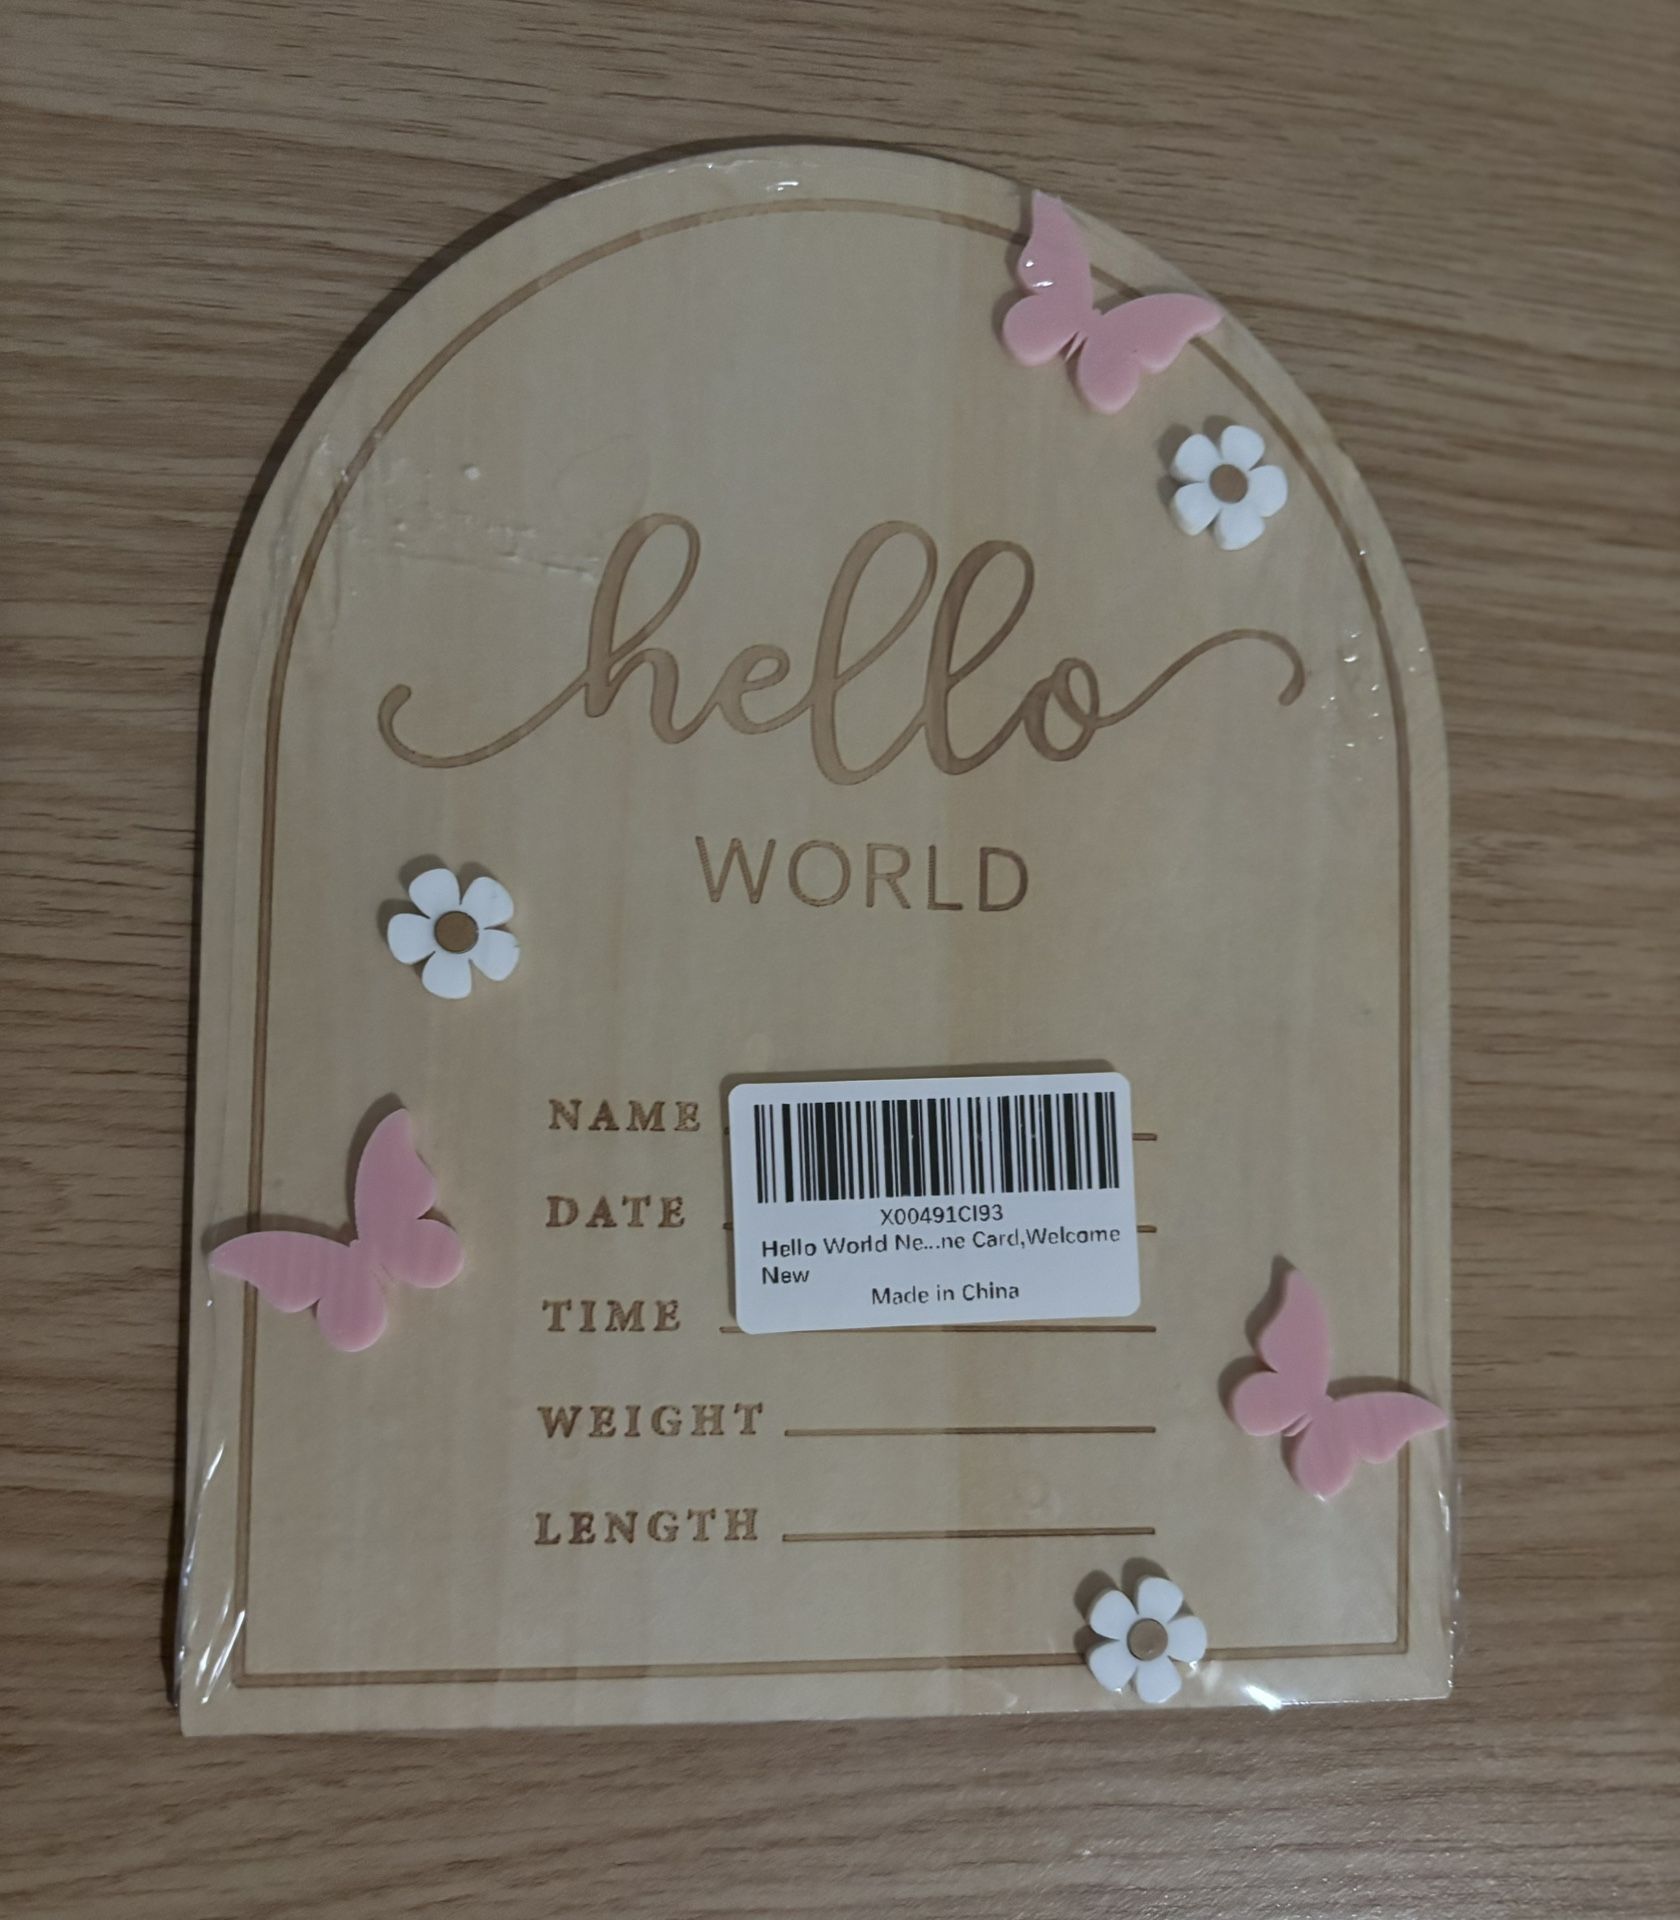 hello
WORLD
NAME
DATE
TIME
WEIGHT
LENGTH
X00491CI93
Hello World Ne...ne Card,Welcome
New
Made in China